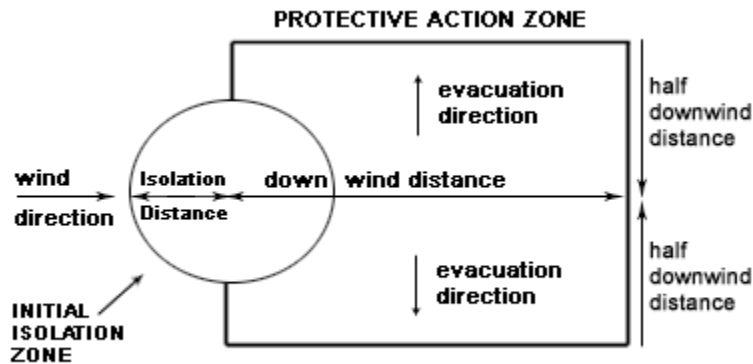 PROTECTIVE ACTION ZONE
evacuation
direction
half
downwind
distance
wind
direction
Isolation
Distance
down wind distance
evacuation
direction
half
downwind
distance
INITIAL
ISOLATION
ZONE